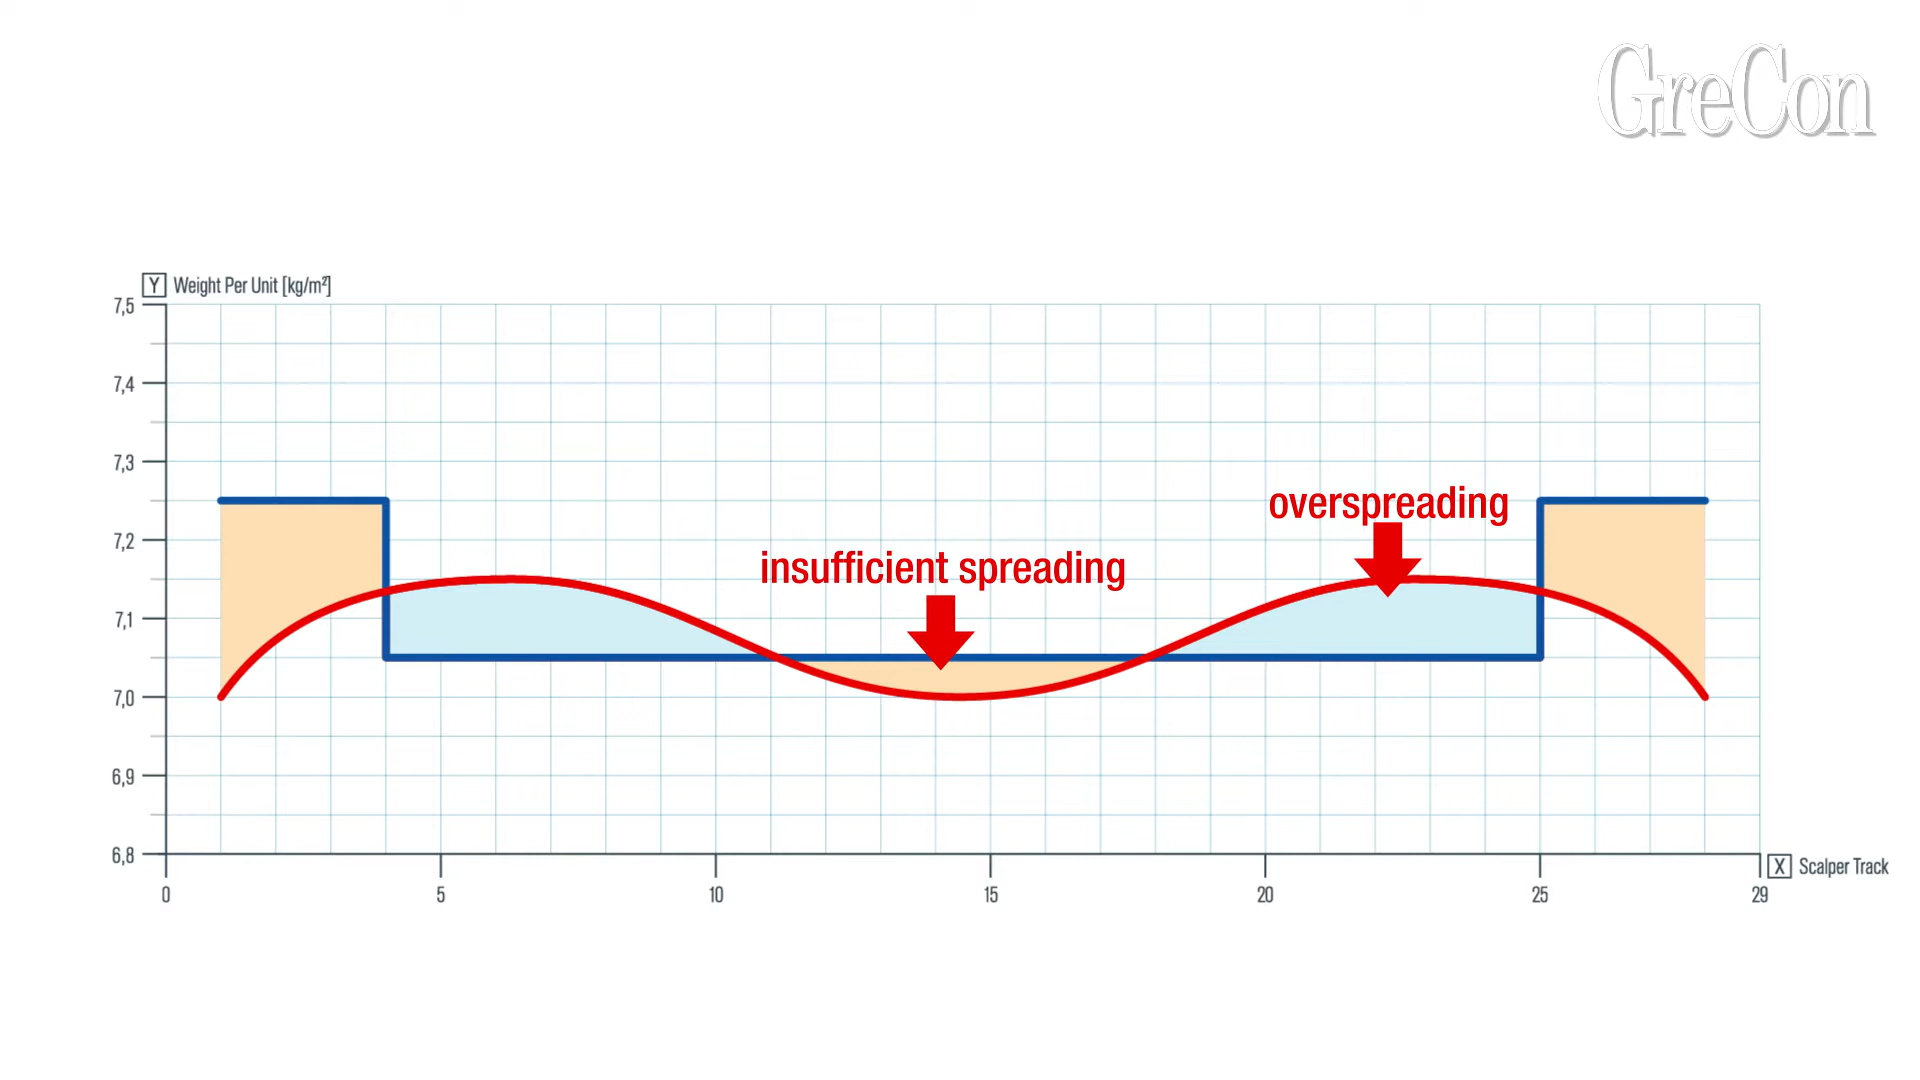 GreCon
Y Weight Per Unit [kg/m²]
7,5
7,4
7,3
7,2
7,1
7,0
6,9
6,8
overspreading
insufficient spreading
0 5 10 15 20 25 29
X Scalper Track